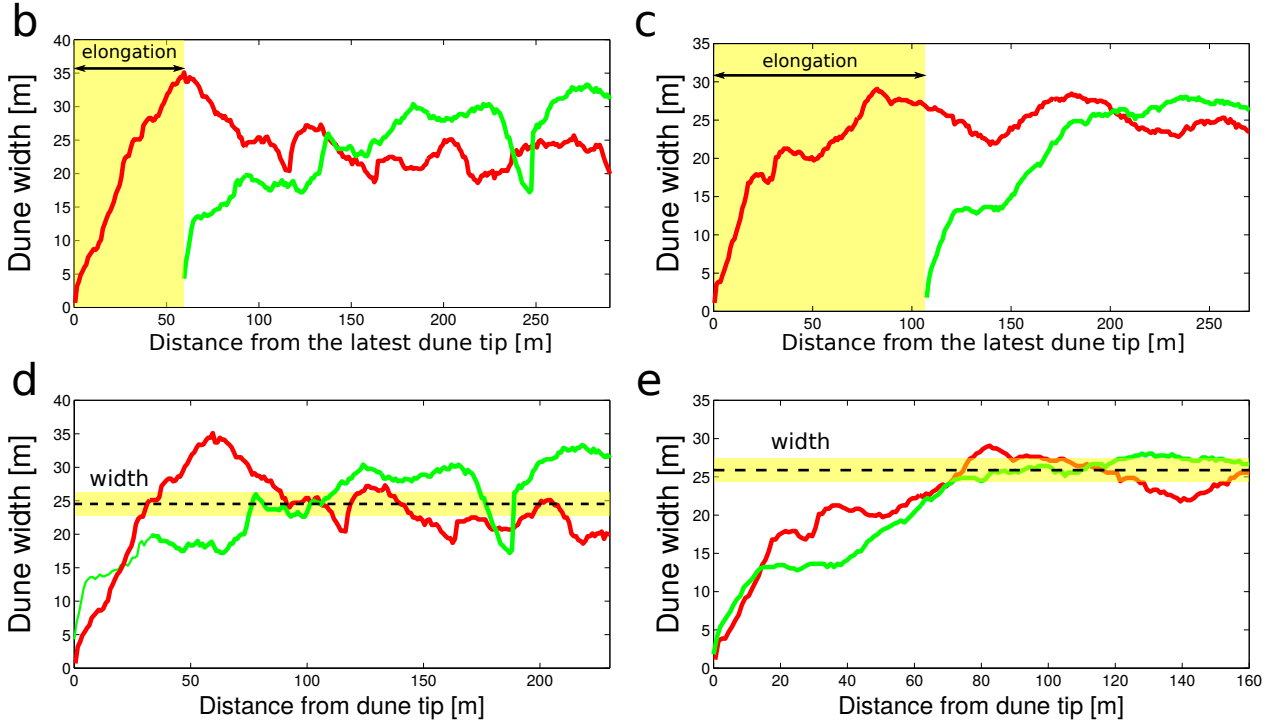 b
elongation
Dune width [m]
40
35
30
25
20
15
10
5
0
0 50 100 150 200 250
Distance from the latest dune tip [m]
c
elongation
Dune width [m]
35
30
25
20
15
10
5
0
0 50 100 150 200 250
Distance from the latest dune tip [m]
d
width
Dune width [m]
40
35
30
25
20
15
10
5
0
0 50 100 150 200
Distance from dune tip [m]
e
width
Dune width [m]
35
30
25
20
15
10
5
0
0 20 40 60 80 100 120 140 160
Distance from dune tip [m]